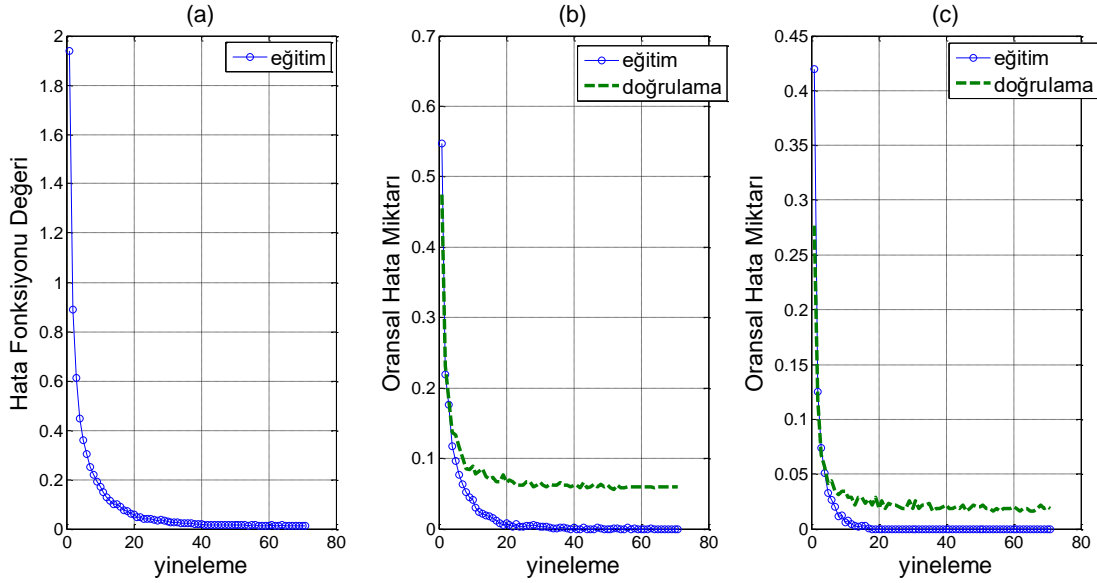 (a)
Hata Fonksiyonu Değeri
2
1.8
1.6
1.4
1.2
1
0.8
0.6
0.4
0.2
0
0 20 40 60 80
yineleme
eğitim
(b)
Oransal Hata Miktarı
0.7
0.6
0.5
0.4
0.3
0.2
0.1
0
0 20 40 60 80
yineleme
eğitim
doğrulama
(c)
Oransal Hata Miktarı
0.45
0.4
0.35
0.3
0.25
0.2
0.15
0.1
0.05
0
0 20 40 60 80
yineleme
eğitim
doğrulama